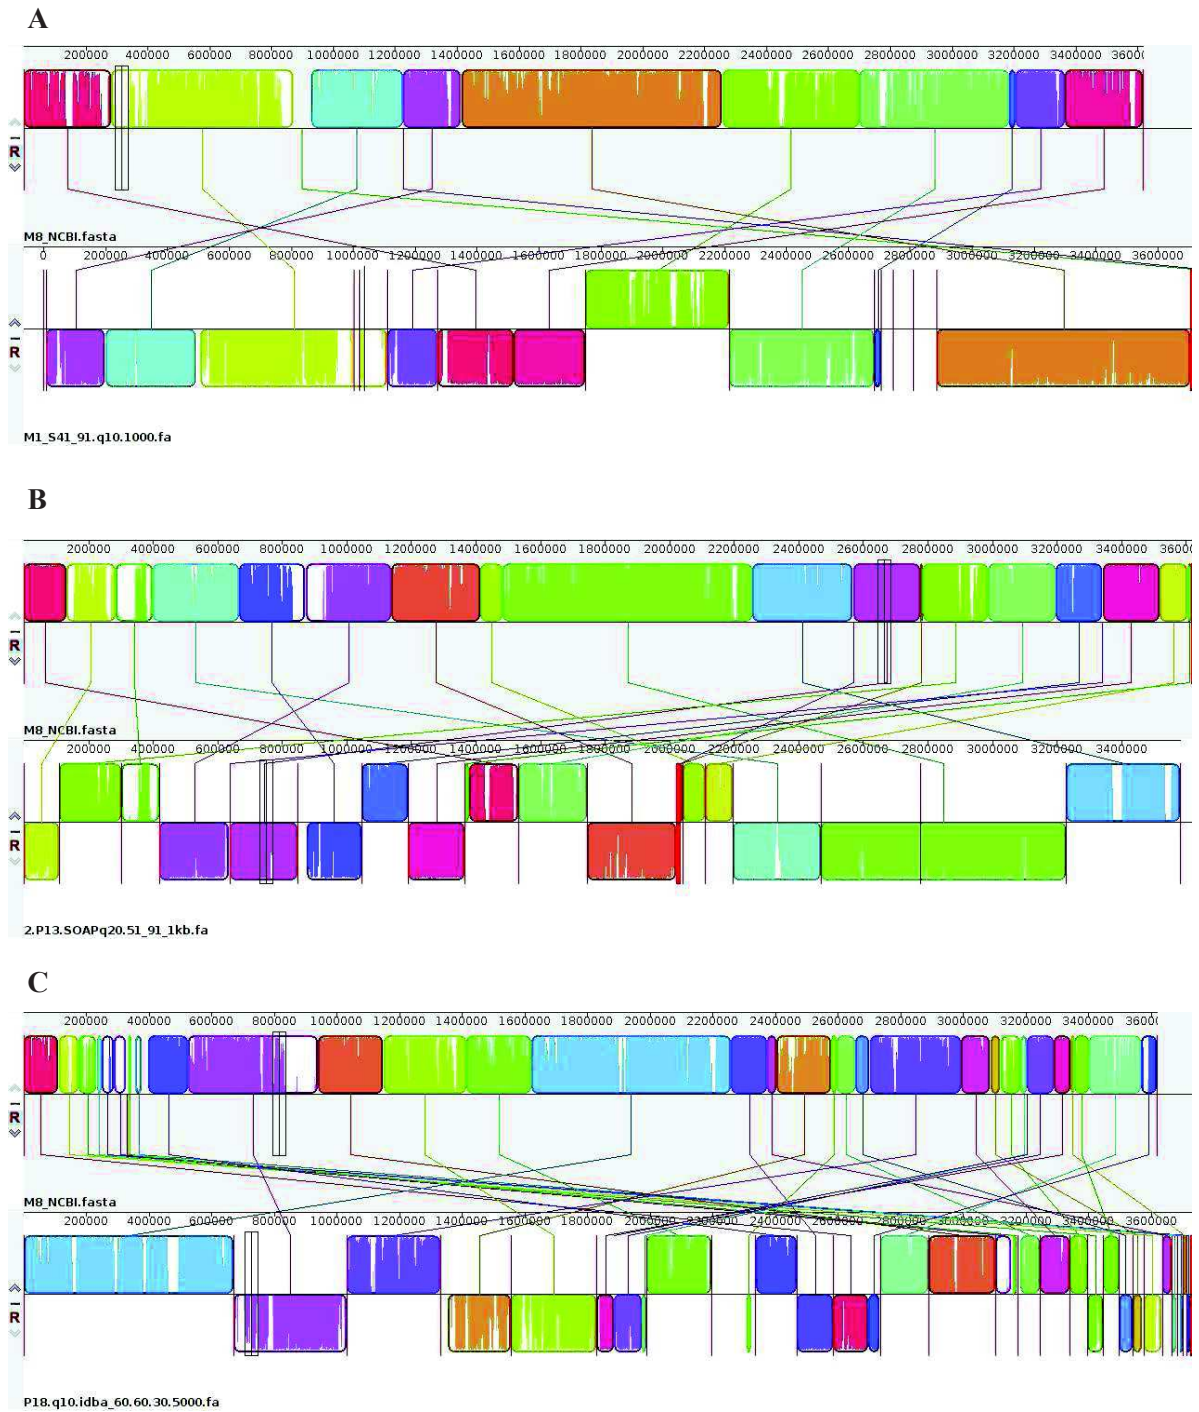 A
200000 400000 600000 800000 1000000 1200000 1400000 1600000 1800000 2000000 2200000 2400000 2600000 2800000 3000000 3200000 3400000 3600
R
M8_NCBI.fasta
0 200000 400000 600000 800000 1000000 1200000 1400000 1600000 1800000 2000000 2200000 2400000 2600000 2800000 3000000 3200000 3400000 3600000
R
M1_S41_91.q10.1000.fa
B
200000 400000 600000 800000 1000000 1200000 1400000 1600000 1800000 2000000 2200000 2400000 2600000 2800000 3000000 3200000 3400000 3600000
R
M8_NCBI.fasta
200000 400000 600000 800000 1000000 1200000 1400000 1600000 1800000 2000000 2200000 2400000 2600000 2800000 3000000 3200000 3400000
R
2.P13.SOAPq20.51_91_1kb.fa
C
200000 400000 600000 800000 1000000 1200000 1400000 1600000 1800000 2000000 2200000 2400000 2600000 2800000 3000000 3200000 3400000 3600
R
M8_NCBI.fasta
200000 400000 600000 800000 1000000 1200000 1400000 1600000 1800000 2000000 2200000 2400000 2600000 2800000 3000000 3200000 3400000 3600000
R
P18.q10.idba_60.60.30.5000.fa